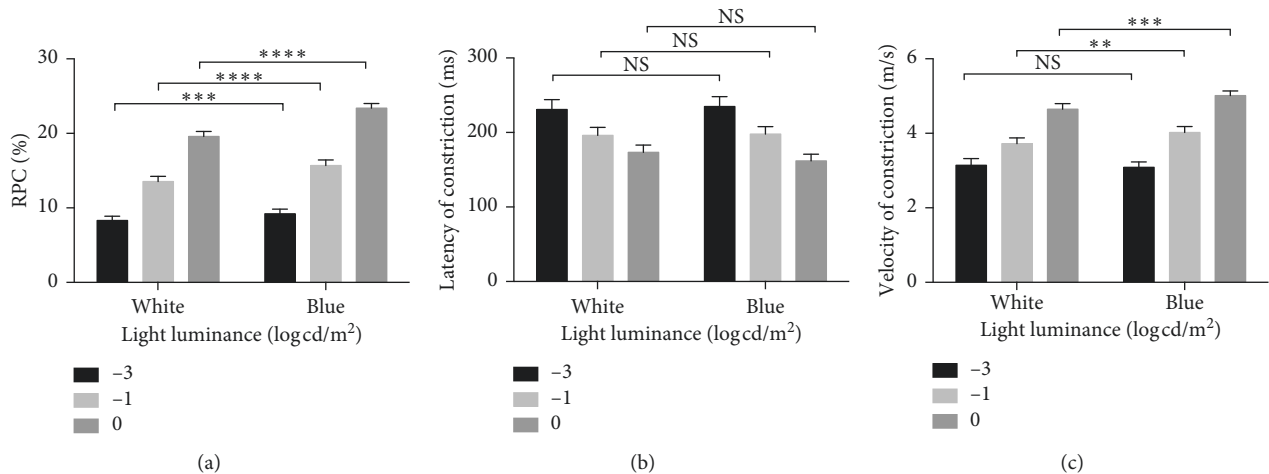 RPC (%)
30
20
10
0
****
****
***
White
Blue
Light luminance (log cd/m²)
–3
–1
0
(a)
Latency of constriction (ms)
300
200
100
0
NS
NS
NS
White
Blue
Light luminance (log cd/m²)
–3
–1
0
(b)
Velocity of constriction (m/s)
6
4
2
0
***
**
NS
White
Blue
Light luminance (log cd/m²)
–3
–1
0
(c)